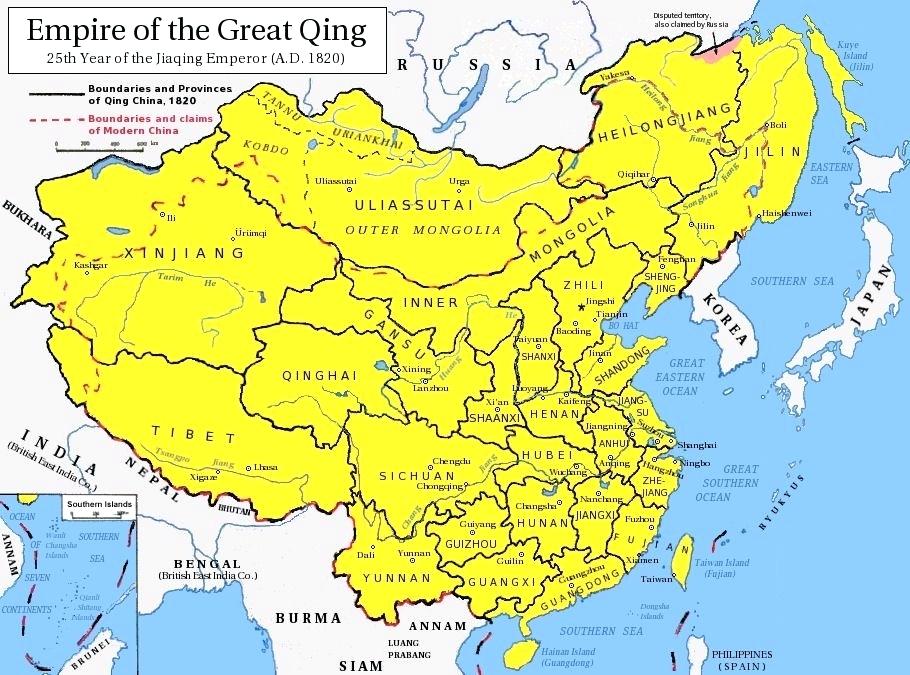 Empire of the Great Qing
25th Year of the Jiaqing Emperor (A.D. 1820)
Boundaries and Provinces
of Qing China, 1820
Boundaries and claims
of Modern China
RUSSIA
Disputed territory,
also claimed by Russia
Kuye
Island
(Jilin)
TANNU
URIANKHAI
KOBDO
Yakesa
Heilong
Jiang
HEILONGJIANG
Boli
JILIN
Qiqihar
Songhua Jiang
Jilin
Haishenwei
EASTERN
SEA
BUKHARA
Uliassutai
Urga
ULIASSUTAI
OUTER MONGOLIA
Ili
Ürümqi
XINJIANG
Kashgar
Tarim He
INNER
MONGOLIA
Fengtian
SHENG-
JING
ZHILI
Jingshi
Tianjin
Baoding
BO HAI
SOUTHERN SEA
KOREA
JAPAN
GANSU
He
Huang
Taiyuan
SHANXI
Jinan
SHANDONG
GREAT
EASTERN
OCEAN
QINGHAI
Xining
Lanzhou
Luoyang
Kaifeng
Xi'an
SHAANXI
HENAN
JIANG-
SU
Jiangning
Suzhou
Shanghai
ANHUI
Anqing
Hangzhou
Ningbo
TIBET
Tsangpo Jiang
Lhasa
Xigaze
SICHUAN
Chengdu
Chongqing
Chang
Jiang
HUBEI
Wuchang
ZHE-
JIANG
GREAT
SOUTHERN
OCEAN
INDIA
(British East India Co.)
NEPAL
BHUTAN
Changsha
Nanchang
HUNAN
JIANGXI
Fuzhou
FUJIAN
RYUKYUS
Guiyang
GUIZHOU
Dali
Yunnan
YUNNAN
Guilin
GUANGXI
Guangzhou
GUANGDONG
Xiamen
Taiwan
Taiwan Island
(Fujian)
BENGAL
(British East India Co.)
BURMA
ANNAM
LUANG
PRABANG
SIAM
Dongsha
Islands
SOUTHERN SEA
Hainan Island
(Guangdong)
PHILIPPINES
(SPAIN)
Southern Islands
OCEAN
OF
SEVEN
CONTINENTS
ANNAM
Wanli
Changsha
Islands
SOUTHERN
SEA
Qianli
Shitang
Islands
BRUNEI